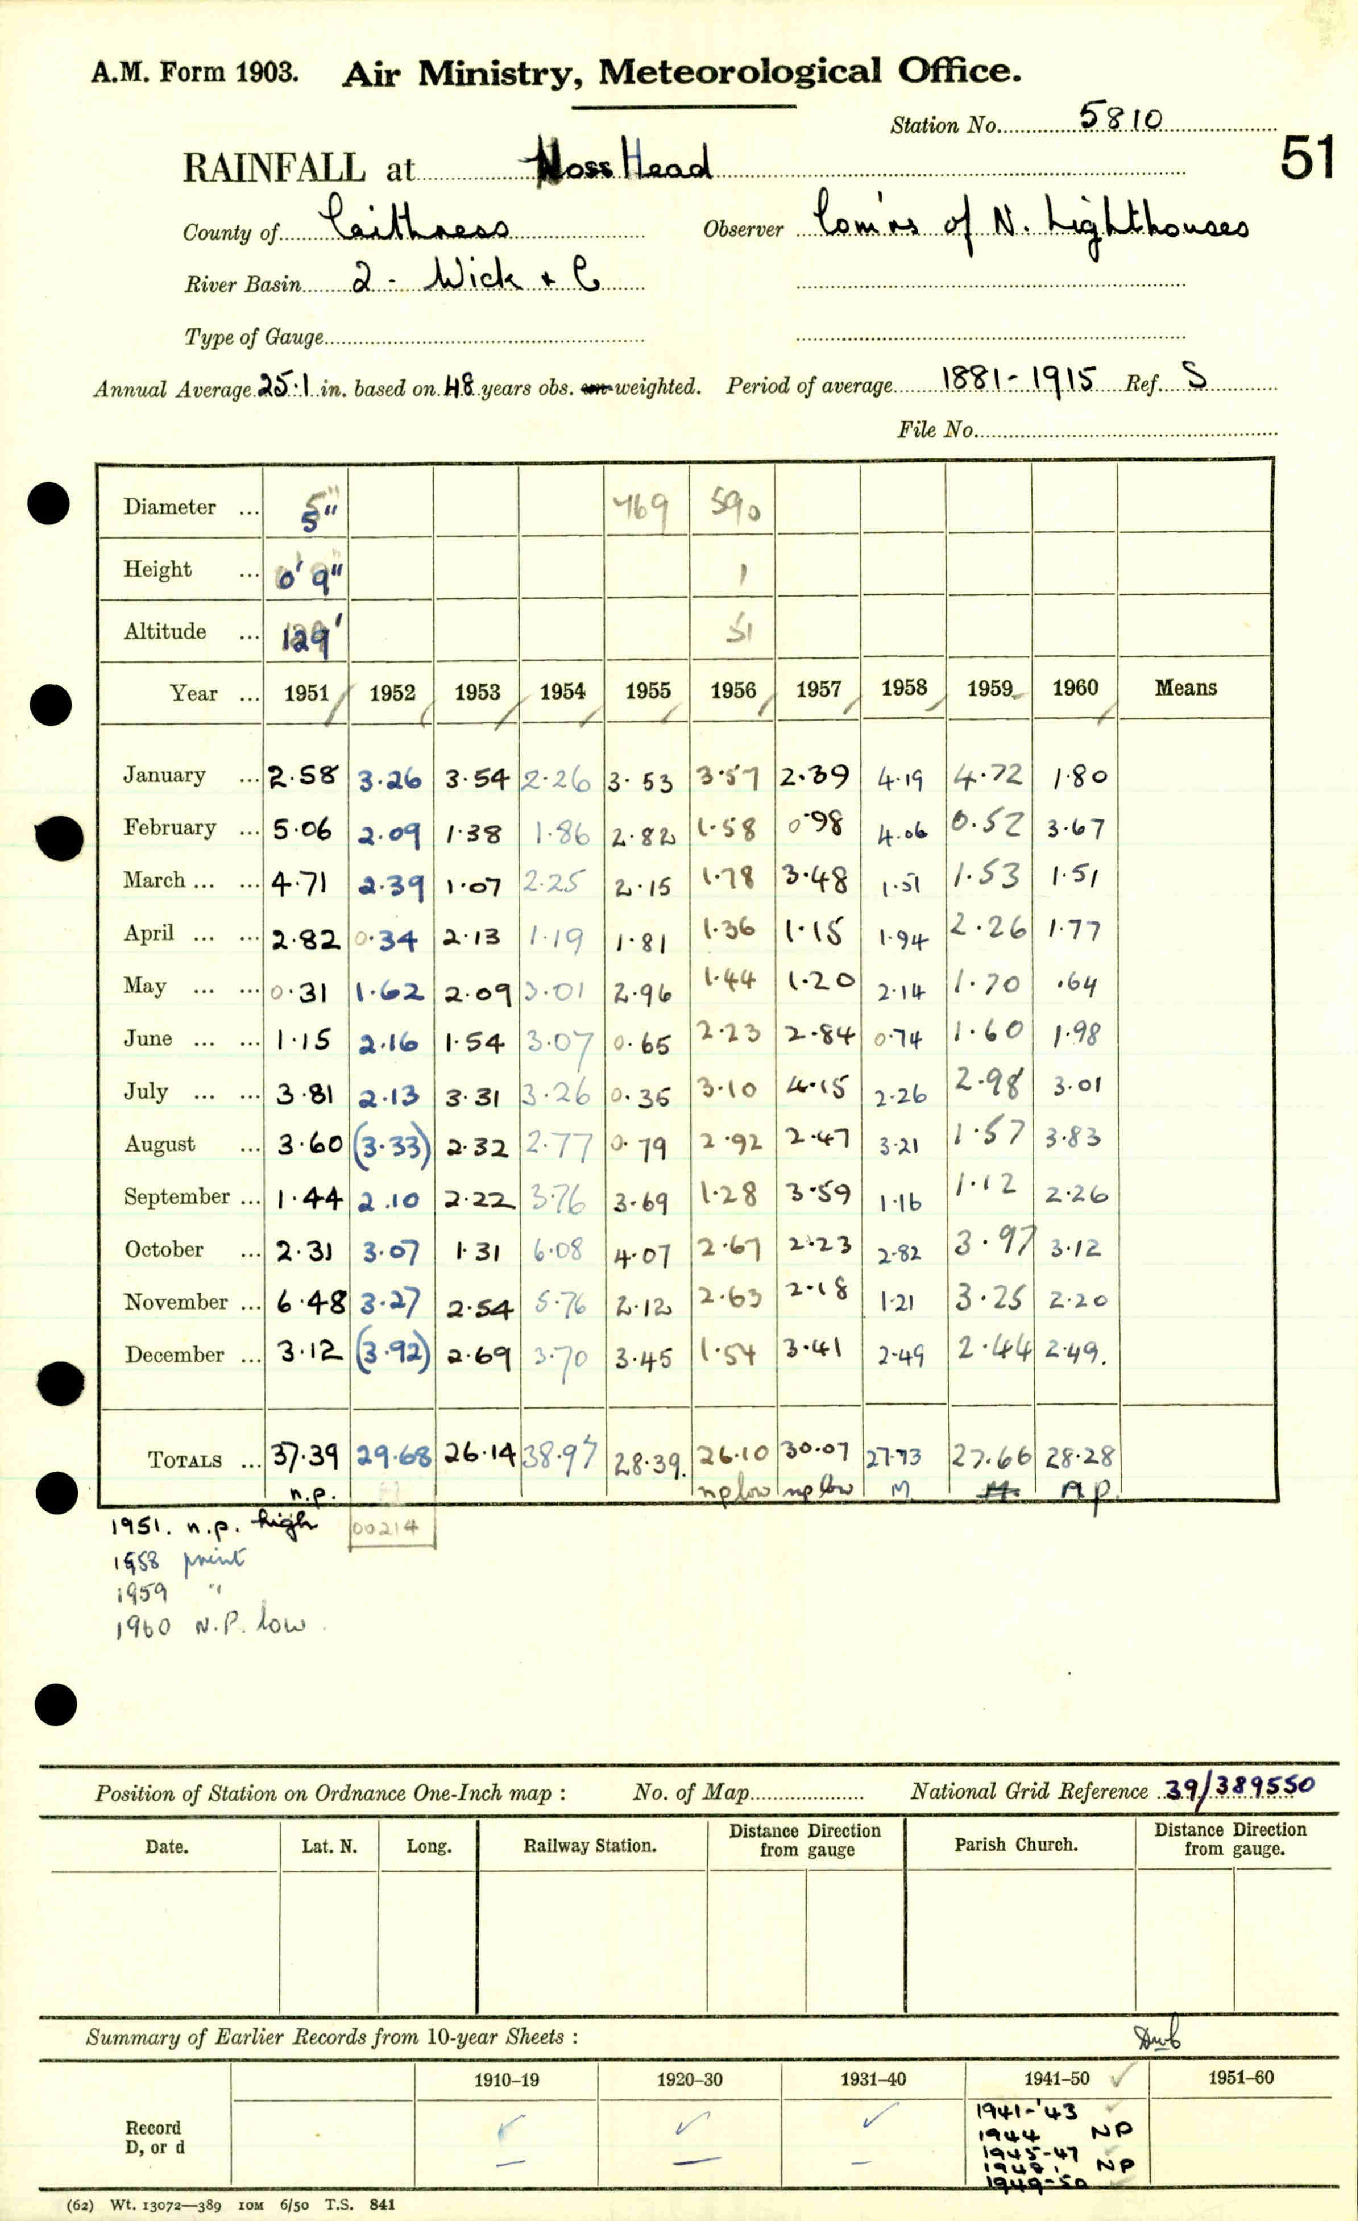 A.M. Form 1903. Air Ministry, Meteorological Office.
Station No. 5810
51
RAINFALL at Noss Head
County of Caithness Observer Com'rs of N. Lighthouses
River Basin 2 - Wick + C
Type of Gauge
Annual Average 25.1 in. based on 48 years obs. un-weighted. Period of average 1881-1915 Ref. S
File No.
Diameter ... 5" 769 590
Height ... 0' 9" 1
Altitude ... 129' 51
Year ... 1951 1952 1953 1954 1955 1956 1957 1958 1959 1960 Means
January ... 2.58 3.26 3.54 2.26 3.53 3.57 2.39 4.19 4.72 1.80
February ... 5.06 2.09 1.38 1.86 2.82 1.58 0.98 4.06 0.52 3.67
March ... ... 4.71 2.39 1.07 2.25 2.15 1.78 3.48 1.51 1.53 1.51
April ... ... 2.82 0.34 2.13 1.19 1.81 1.36 1.15 1.94 2.26 1.77
May ... ... 0.31 1.62 2.09 3.01 2.96 1.44 1.20 2.14 1.70 .64
June ... ... 1.15 2.16 1.54 3.07 0.65 2.23 2.84 0.74 1.60 1.98
July ... ... 3.81 2.13 3.31 3.26 0.35 3.10 4.15 2.26 2.98 3.01
August ... 3.60 (3.33) 2.32 2.77 0.79 2.92 2.47 3.21 1.57 3.83
September ... 1.44 2.10 2.22 3.76 3.69 1.28 3.59 1.16 1.12 2.26
October ... 2.31 3.07 1.31 6.08 4.07 2.67 2.23 2.82 3.97 3.12
November ... 6.48 3.27 2.54 5.76 2.12 2.63 2.18 1.21 3.25 2.20
December ... 3.12 (3.92) 2.69 3.70 3.45 1.54 3.41 2.49 2.44 2.49.
TOTALS ... 37.39 29.68 26.14 38.97 28.39. 26.10 30.07 27.73 27.66 28.28
n.p. np low np low M np.
1951. n.p. high 00214
1958 print
1959 "
1960 N.P. low.
Position of Station on Ordnance One-Inch map : No. of Map National Grid Reference 39/389550
Date. Lat. N. Long. Railway Station. Distance Direction from gauge Parish Church. Distance Direction from gauge.
Summary of Earlier Records from 10-year Sheets :
1910-19 1920-30 1931-40 1941-50 ✓ 1951-60
Record D, or d ✓ ✓ ✓
1941-'43
1944 NP
1945-47
1948. NP
1949-50
(62) Wt. 13072—389 10M 6/50 T.S. 841